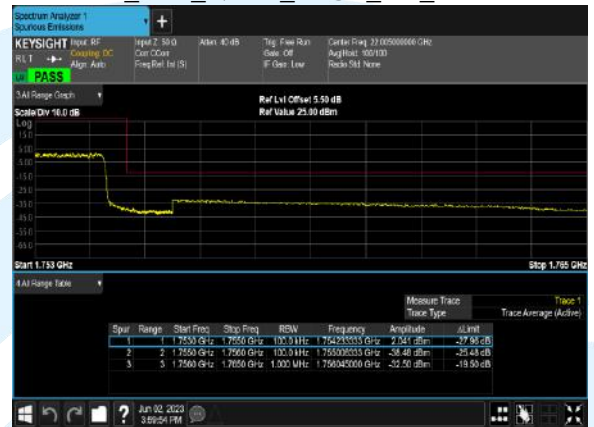 Spectrum Analyzer 1
Spurious Emissions
+
KEYSIGHT Input: RF Input Z: 50 Ω Atten: 40 dB Trig: Free Run Center Freq: 22.005000000 GHz
RLT Coupling: DC Corr CCorr Gate: Off Avg|Hold: 100/100
Align: Auto Freq Ref: Int (S) IF Gain: Low Radio Std: None
PASS
3 All Range Graph
Ref Lvl Offset 5.50 dB
Scale/Div 10.0 dB Ref Value 25.00 dBm
Log
15.0
5.00
-5.00
-15.0
-25.0
-35.0
-45.0
-55.0
-65.0
Start 1.753 GHz Stop 1.765 GHz
4 All Range Table
Measure Trace Trace 1
Trace Type Trace Average (Active)
Spur Range Start Freq Stop Freq RBW Frequency Amplitude ΔLimit
1 1 1.7530 GHz 1.7550 GHz 100.0 kHz 1.754233333 GHz 2.041 dBm -27.96 dB
2 2 1.7550 GHz 1.7560 GHz 100.0 kHz 1.755008333 GHz -38.48 dBm -25.48 dB
3 3 1.7560 GHz 1.7650 GHz 1.000 MHz 1.756045000 GHz -32.50 dBm -19.50 dB
? Jun 02, 2023
3:59:54 PM